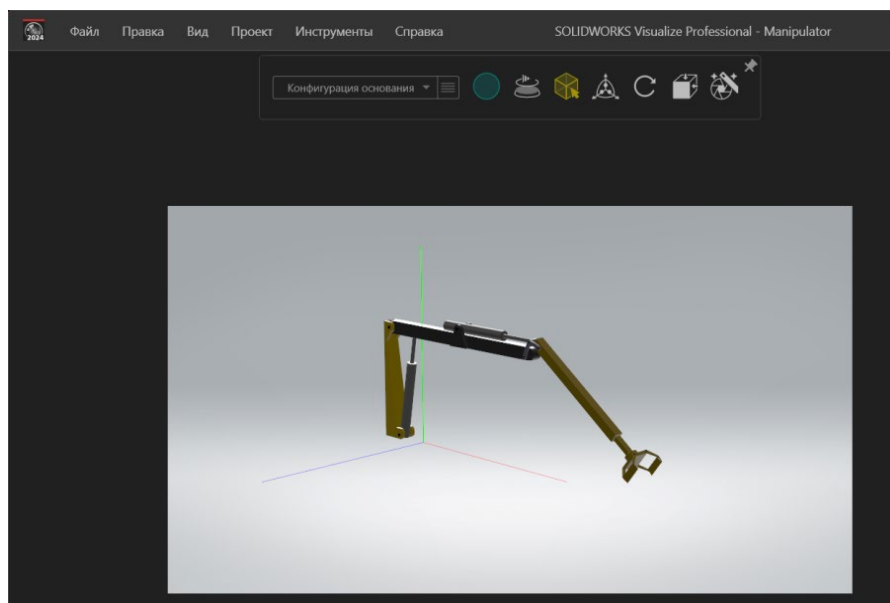 2024 Файл Правка Вид Проект Инструменты Справка SOLIDWORKS Visualize Professional - Manipulator
Конфигурация основания